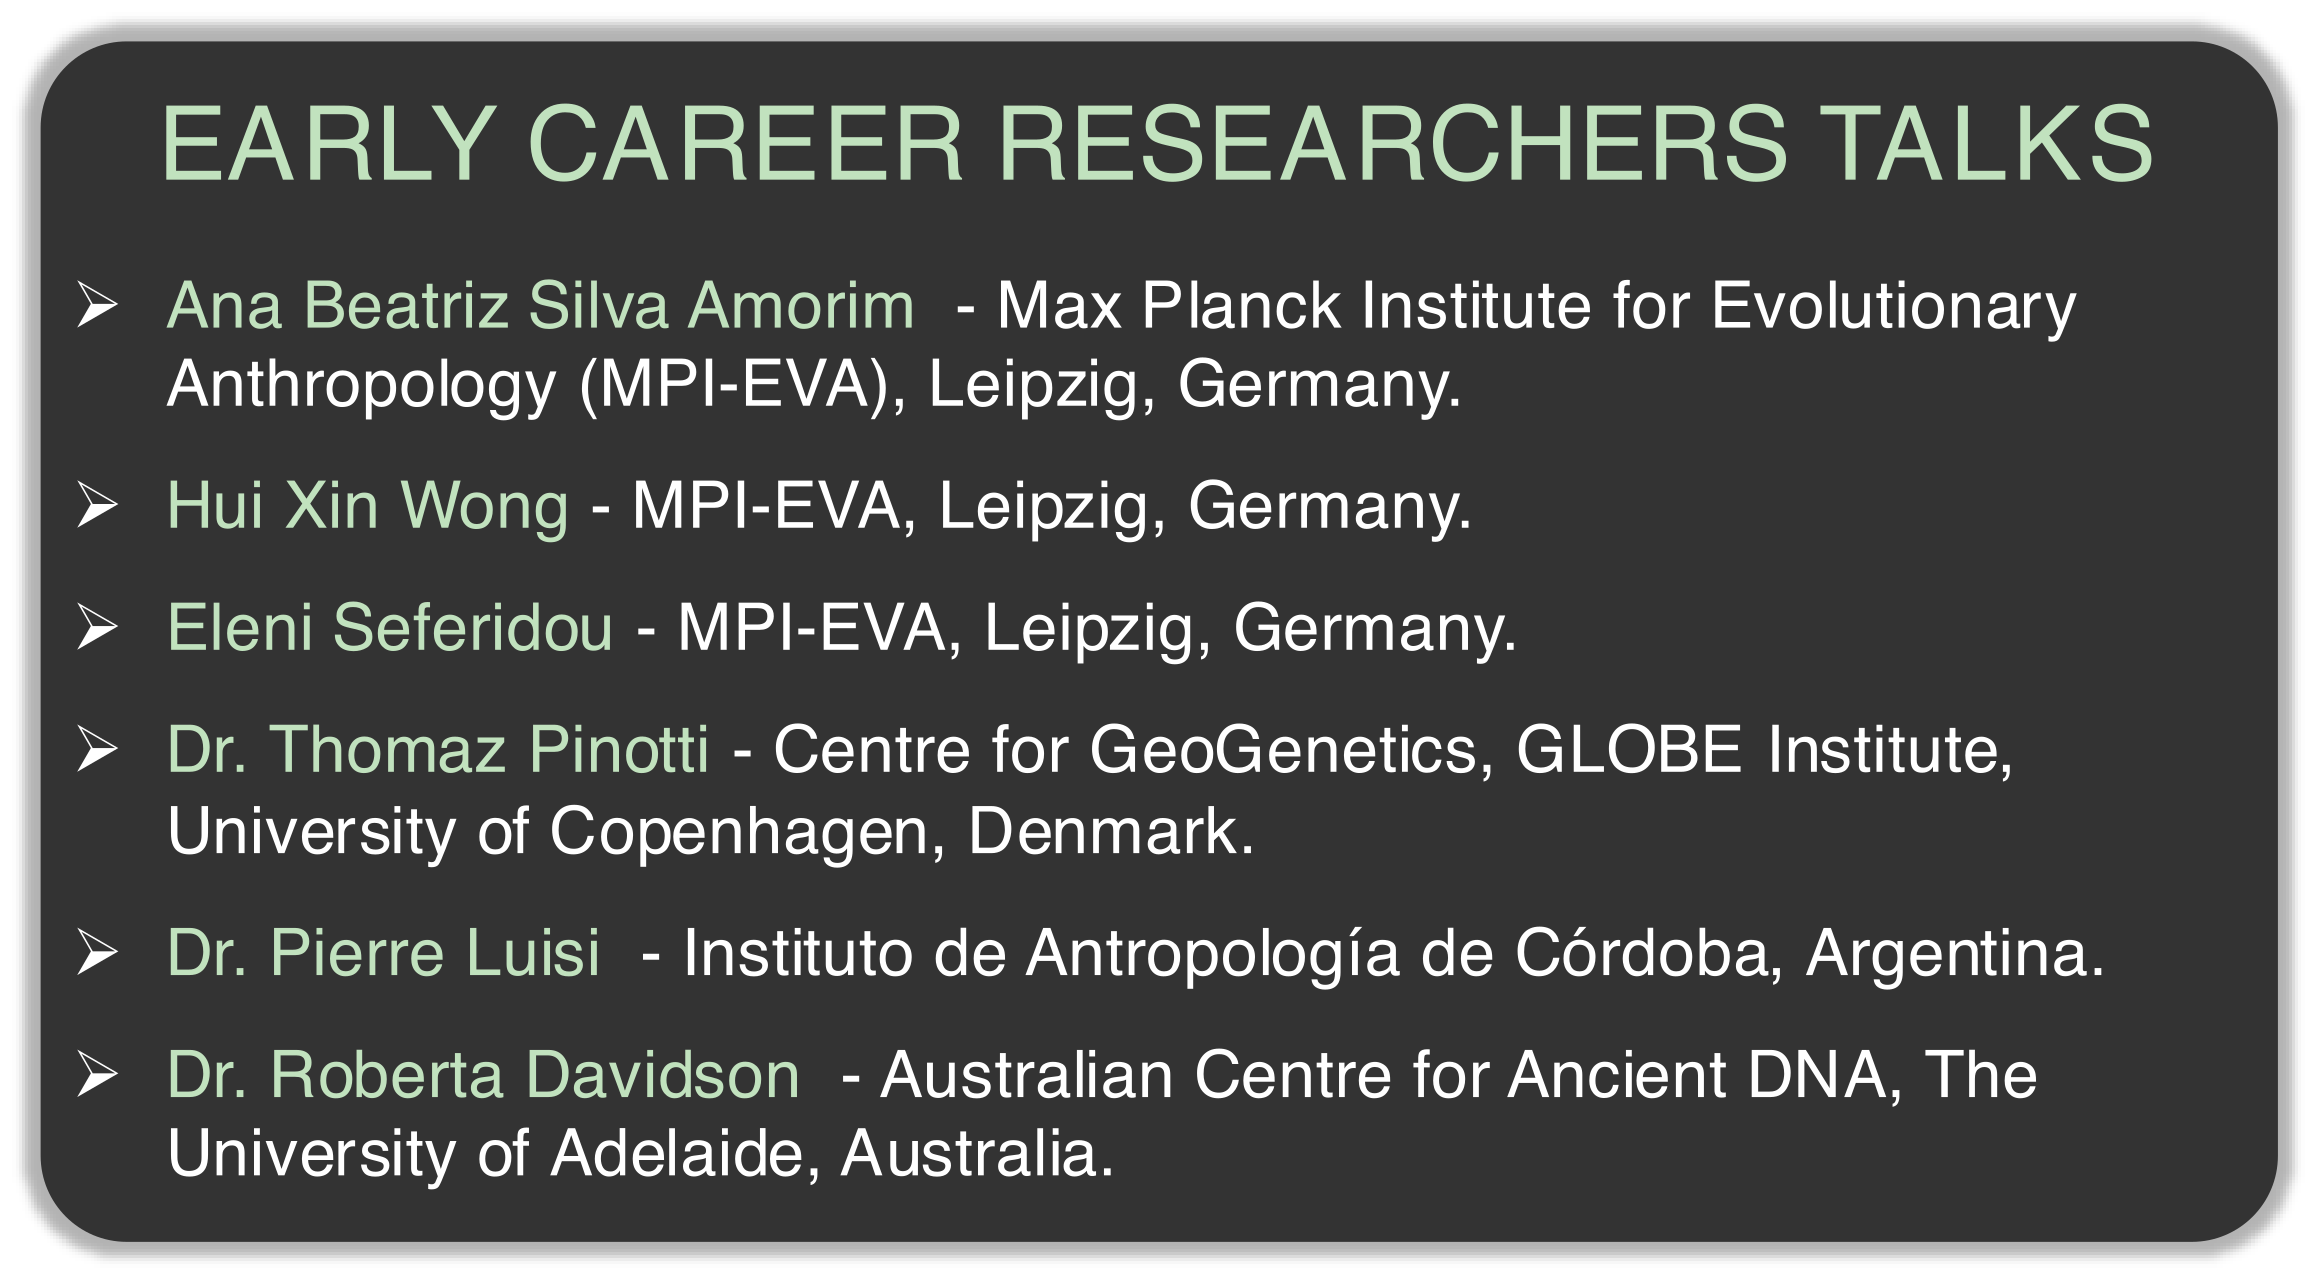 EARLY CAREER RESEARCHERS TALKS
➢ Ana Beatriz Silva Amorim - Max Planck Institute for Evolutionary
Anthropology (MPI-EVA), Leipzig, Germany.
➢ Hui Xin Wong - MPI-EVA, Leipzig, Germany.
➢ Eleni Seferidou - MPI-EVA, Leipzig, Germany.
➢ Dr. Thomaz Pinotti - Centre for GeoGenetics, GLOBE Institute,
University of Copenhagen, Denmark.
➢ Dr. Pierre Luisi - Instituto de Antropología de Córdoba, Argentina.
➢ Dr. Roberta Davidson - Australian Centre for Ancient DNA, The
University of Adelaide, Australia.